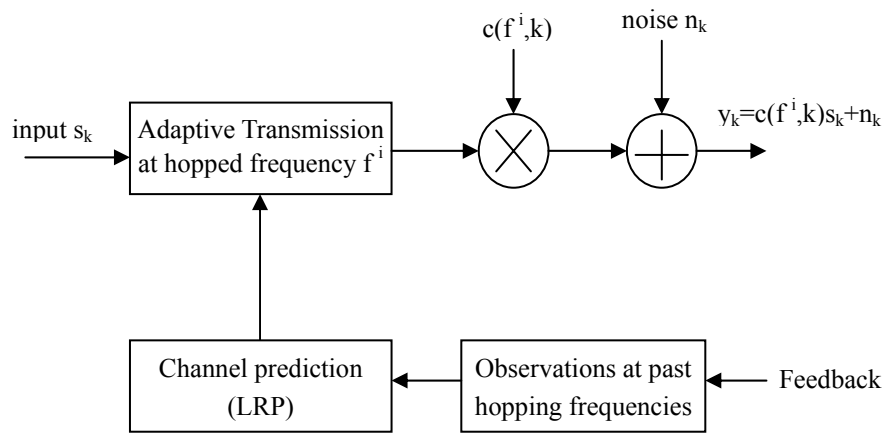 c(f ⁱ,k)
noise nₖ
input sₖ
Adaptive Transmission
at hopped frequency f ⁱ
yₖ=c(f ⁱ,k)sₖ+nₖ
Channel prediction
(LRP)
Observations at past
hopping frequencies
Feedback